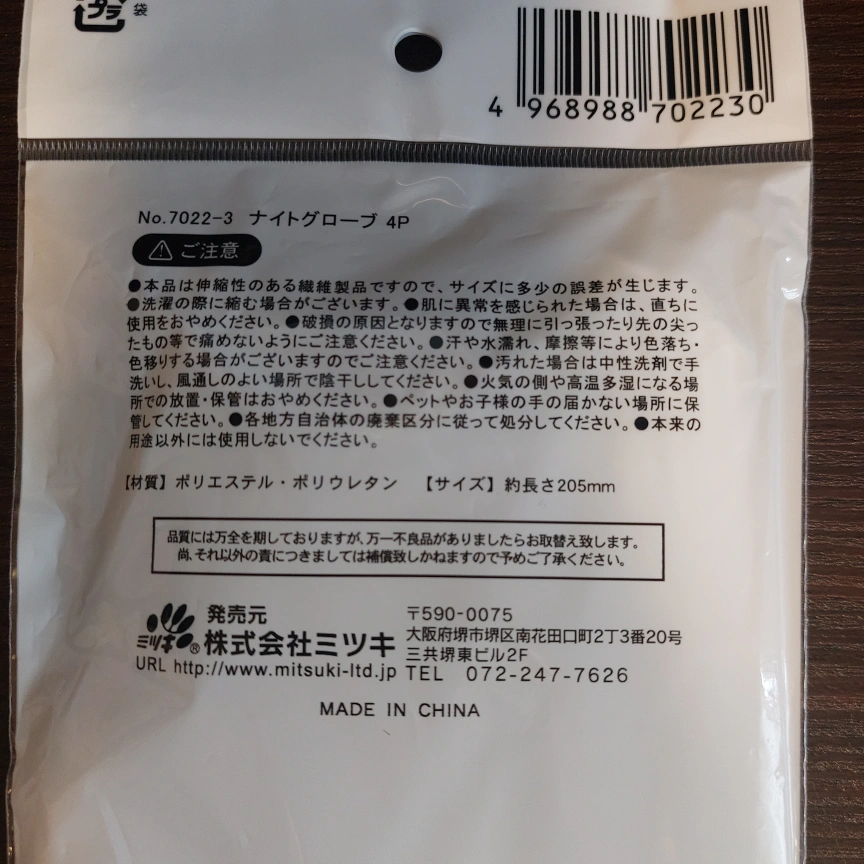 プラ
袋
4 968988 702230
No.7022-3 ナイトグローブ 4P
ご注意
●本品は伸縮性のある繊維製品ですので、サイズに多少の誤差が生じます。
●洗濯の際に縮む場合がございます。●肌に異常を感じられた場合は、直ちに
使用をおやめください。●破損の原因となりますので無理に引っ張ったり先の尖っ
たもの等で痛めないようにご注意ください。●汗や水濡れ、摩擦等により色落ち・
色移りする場合がございますのでご注意ください。●汚れた場合は中性洗剤で手
洗いし、風通しのよい場所で陰干ししてください。●火気の側や高温多湿になる場
所での放置・保管はおやめください。●ペットやお子様の手の届かない場所に保
管してください。●各地方自治体の廃棄区分に従って処分してください。●本来の
用途以外には使用しないでください。
【材質】ポリエステル・ポリウレタン 【サイズ】約長さ205mm
品質には万全を期しておりますが、万一不良品がありましたらお取替え致します。
尚、それ以外の責につきましては補償致しかねますので予めご了承ください。
ミツキ® 発売元
株式会社ミツキ
URL http://www.mitsuki-ltd.jp
〒590-0075
大阪府堺市堺区南花田口町2丁3番20号
三共堺東ビル2F
TEL 072-247-7626
MADE IN CHINA